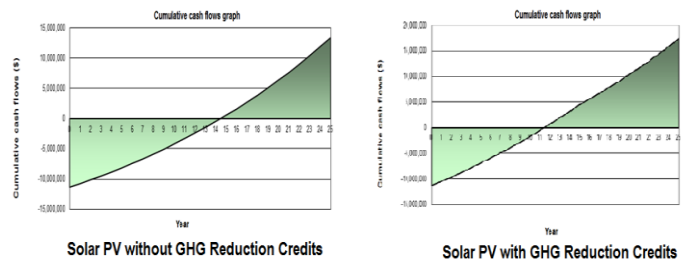 Cumulative cash flows graph
15,000,000
10,000,000
5,000,000
0
-5,000,000
-10,000,000
-15,000,000
Cumulative cash flows ($)
1 2 3 4 5 6 7 8 9 10 11 12 13 14 15 16 17 18 19 20 21 22 23 24 25
Year
Solar PV without GHG Reduction Credits
Cumulative cash flows graph
0
Cumulative cash flows ($)
1 2 3 4 5 6 7 8 9 10 11 12 13 14 15 16 17 18 19 20 21 22 23 24 25
Year
Solar PV with GHG Reduction Credits